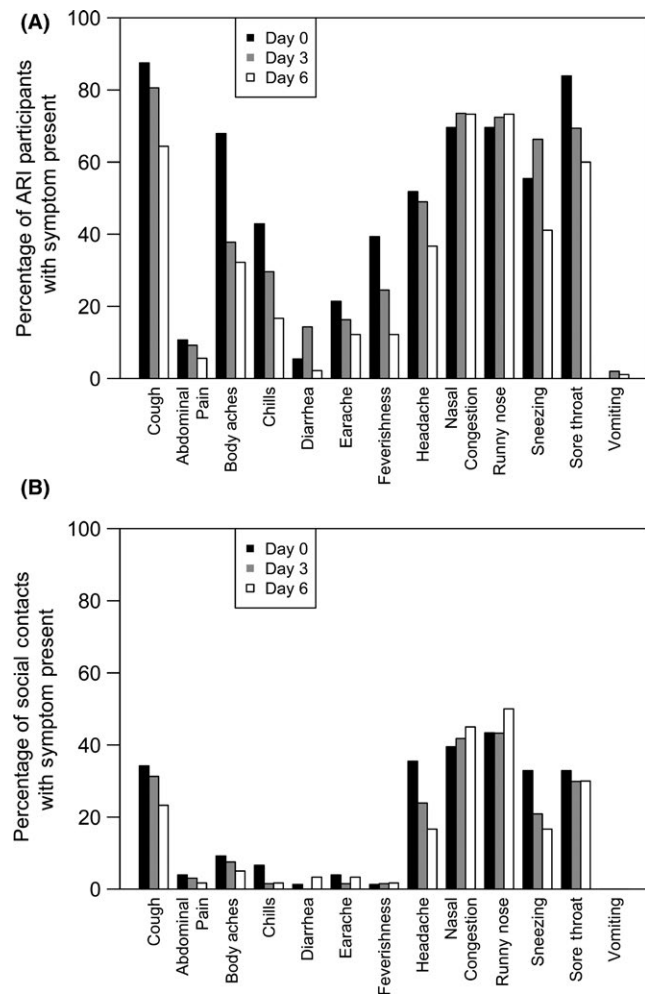 (A)
Percentage of ARI participants
with symptom present
100
80
60
40
20
0
Day 0
Day 3
Day 6
Cough
Abdominal
Pain
Body aches
Chills
Diarrhea
Earache
Feverishness
Headache
Nasal
Congestion
Runny nose
Sneezing
Sore throat
Vomiting
(B)
Percentage of social contacts
with symptom present
100
80
60
40
20
0
Day 0
Day 3
Day 6
Cough
Abdominal
Pain
Body aches
Chills
Diarrhea
Earache
Feverishness
Headache
Nasal
Congestion
Runny nose
Sneezing
Sore throat
Vomiting